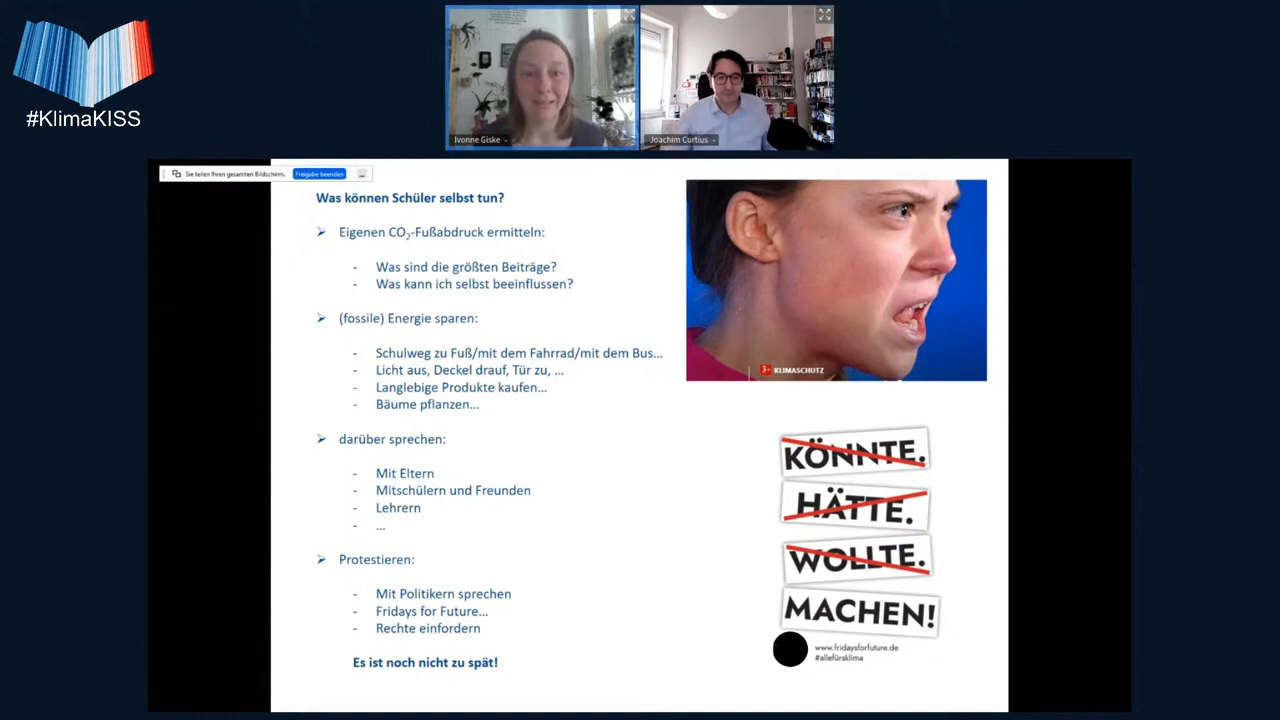 #KlimaKISS
Ivonne Giske
Joachim Curtius
Sie teilen Ihren gesamten Bildschirm.
Freigabe beenden
Was können Schüler selbst tun?
Eigenen CO₂-Fußabdruck ermitteln:
- Was sind die größten Beiträge?
- Was kann ich selbst beeinflussen?
(fossile) Energie sparen:
- Schulweg zu Fuß/mit dem Fahrrad/mit dem Bus...
- Licht aus, Deckel drauf, Tür zu, ...
- Langlebige Produkte kaufen...
- Bäume pflanzen...
darüber sprechen:
- Mit Eltern
- Mitschülern und Freunden
- Lehrern
- ...
Protestieren:
- Mit Politikern sprechen
- Fridays for Future...
- Rechte einfordern
Es ist noch nicht zu spät!
KLIMASCHUTZ
KÖNNTE.
HÄTTE.
WOLLTE.
MACHEN!
www.fridaysforfuture.de
#allefürsklima